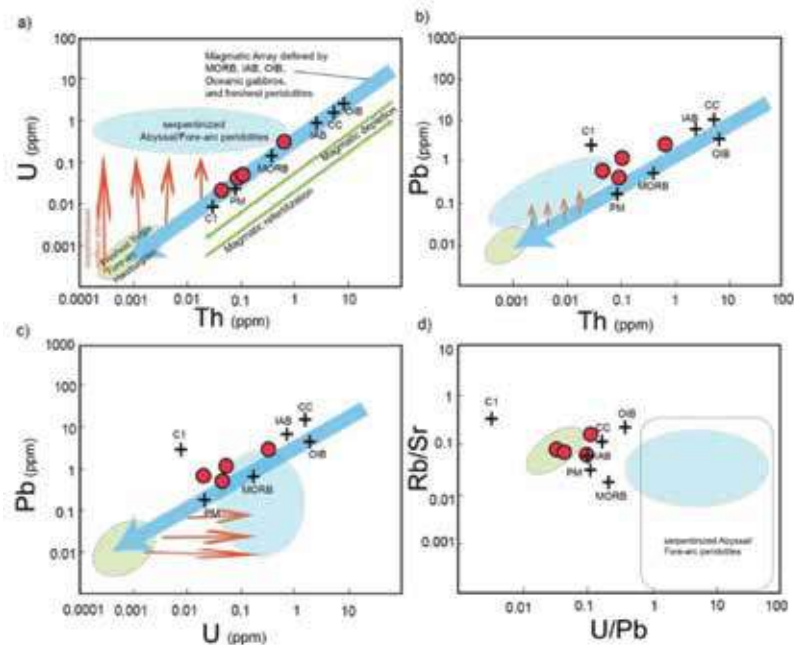 a)
100
10
1
0.1
0.01
0.001
U (ppm)
0.0001
0.001
0.01
0.1
1
10
Th (ppm)
Magmatic Array defined by
MORB, IAB, OIB,
Oceanic gabbros,
and freshest peridotites
serpentinized
Abyssal/Fore-arc peridotites
OIB
CC
IAB
MORB
PM
C1
Magmatic depletion
Magmatic refertilization
Fore-arc
b)
1000
100
10
1
0.1
0.01
Pb (ppm)
0.001
0.01
0.1
1
10
100
Th (ppm)
C1
IAB
CC
OIB
MORB
PM
c)
1000
100
10
1
0.1
0.01
Pb (ppm)
0.0001
0.001
0.01
0.1
1
10
U (ppm)
C1
IAB
CC
OIB
MORB
PM
d)
10
1
0.1
0.01
0.001
Rb/Sr
0.01
0.1
1
10
100
U/Pb
C1
OIB
CC
IAB
PM
MORB
serpentinized Abyssal/
Fore-arc peridotites